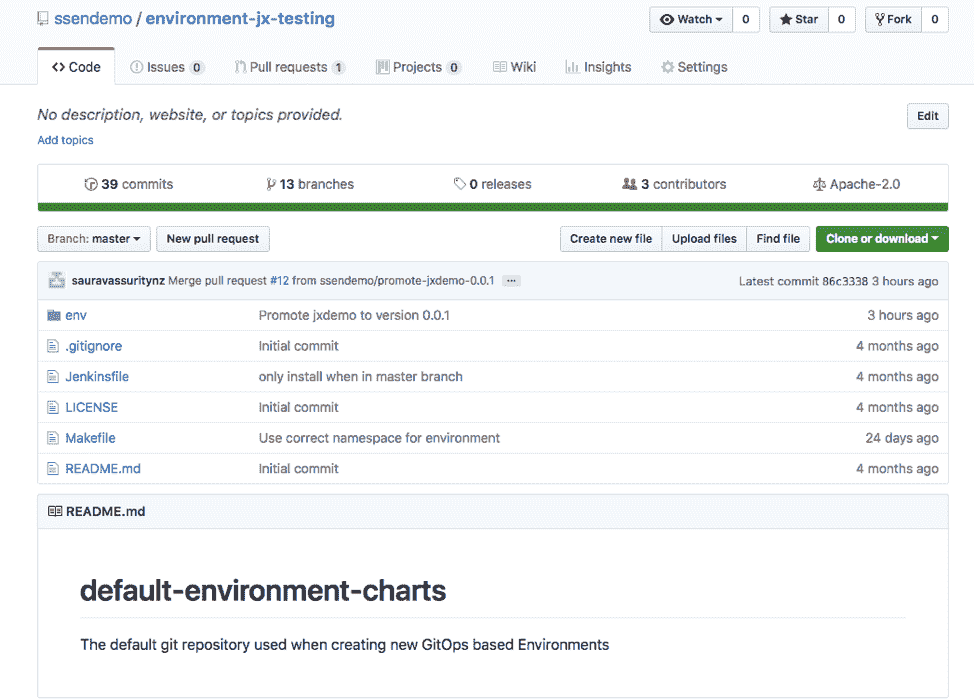 ssendemo / environment-jx-testing
Watch 0 Star 0 Fork 0
Code Issues 0 Pull requests 1 Projects 0 Wiki Insights Settings
No description, website, or topics provided. Edit
Add topics
39 commits 13 branches 0 releases 3 contributors Apache-2.0
Branch: master New pull request Create new file Upload files Find file Clone or download
sauravassuritynz Merge pull request #12 from ssendemo/promote-jxdemo-0.0.1 ... Latest commit 86c3338 3 hours ago
env Promote jxdemo to version 0.0.1 3 hours ago
.gitignore Initial commit 4 months ago
Jenkinsfile only install when in master branch 4 months ago
LICENSE Initial commit 4 months ago
Makefile Use correct namespace for environment 24 days ago
README.md Initial commit 4 months ago
README.md
default-environment-charts
The default git repository used when creating new GitOps based Environments